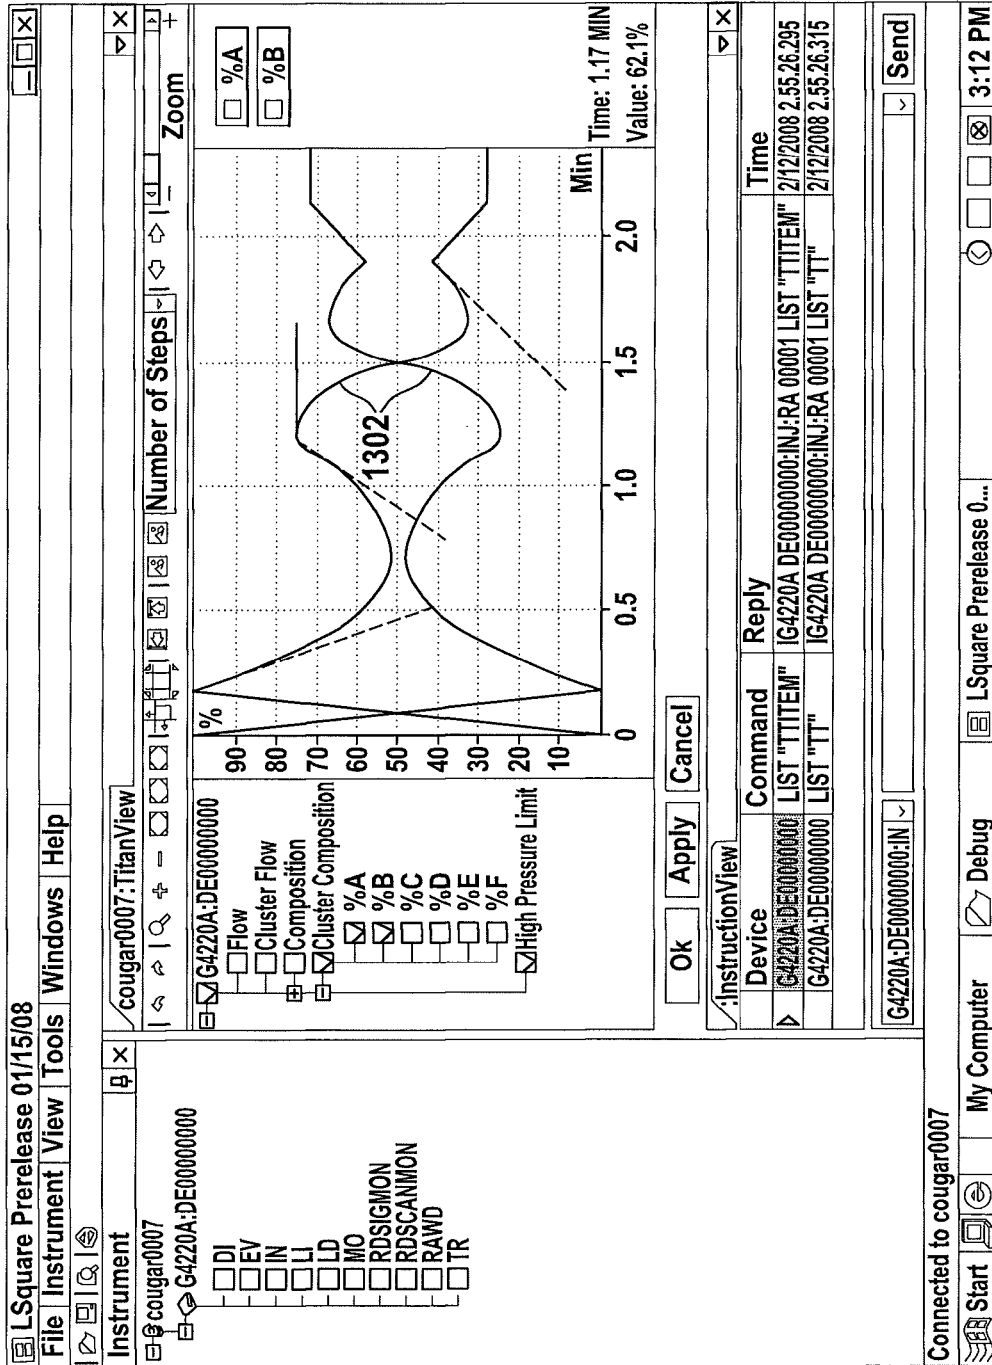 LSquare Prerelease 01/15/08
File Instrument View Tools Windows Help
Instrument
cougar0007
G4220A:DE00000000
DI
EV
IN
LI
LD
MO
RDSIGMON
RDSCANMON
RAWD
TR
cougar0007:TitanView
Number of Steps
Zoom
G4220A:DE00000000
Flow
Cluster Flow
Composition
Cluster Composition
%A
%B
%C
%D
%E
%F
High Pressure Limit
%
90
80
70
60
50
40
30
20
10
0 0.5 1.0 1.5 2.0 Min
1302
%A
%B
Time: 1.17 MIN
Value: 62.1%
Ok Apply Cancel
:InstructionView
Device Command Reply Time
G4220A:DE00000000 LIST "TTITEM" IG4220A DE00000000:INJ:RA 00001 LIST "TTITEM" 2/12/2008 2.55.26.295
G4220A:DE00000000 LIST "TT" IG4220A DE00000000:INJ:RA 00001 LIST "TT" 2/12/2008 2.55.26.315
G4220A:DE00000000:IN Send
Connected to cougar0007
Start My Computer Debug LSquare Prerelease 0... 3:12 PM